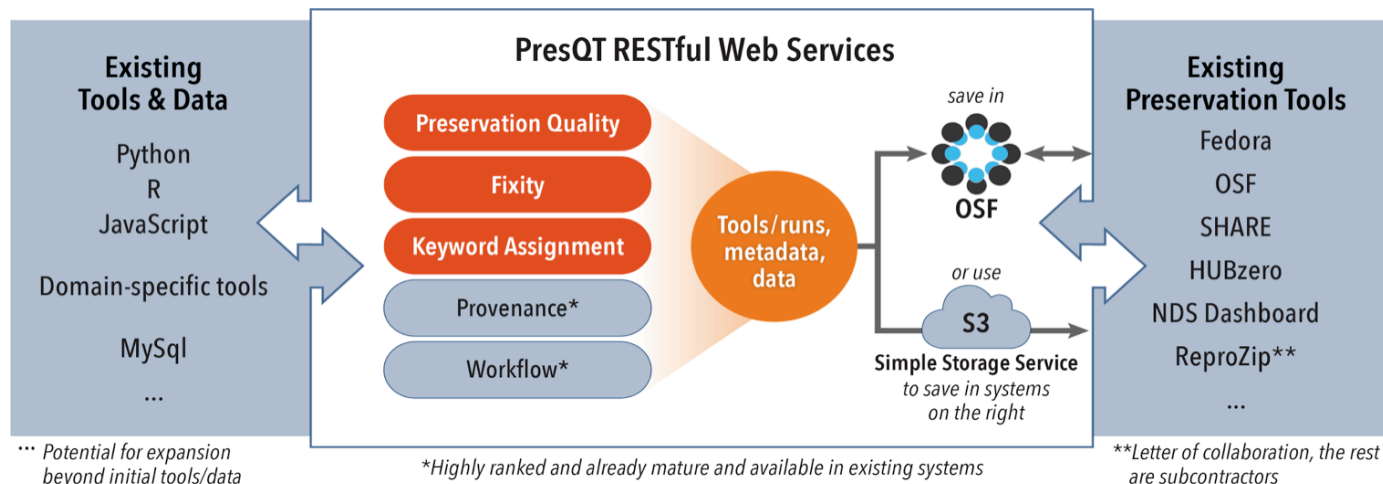 Existing
Tools & Data
Python
R
JavaScript
Domain-specific tools
MySql
...
... Potential for expansion
beyond initial tools/data
PresQT RESTful Web Services
Preservation Quality
Fixity
Keyword Assignment
Provenance*
Workflow*
Tools/runs,
metadata,
data
save in
OSF
or use
S3
Simple Storage Service
to save in systems
on the right
*Highly ranked and already mature and available in existing systems
Existing
Preservation Tools
Fedora
OSF
SHARE
HUBzero
NDS Dashboard
ReproZip**
...
**Letter of collaboration, the rest
are subcontractors